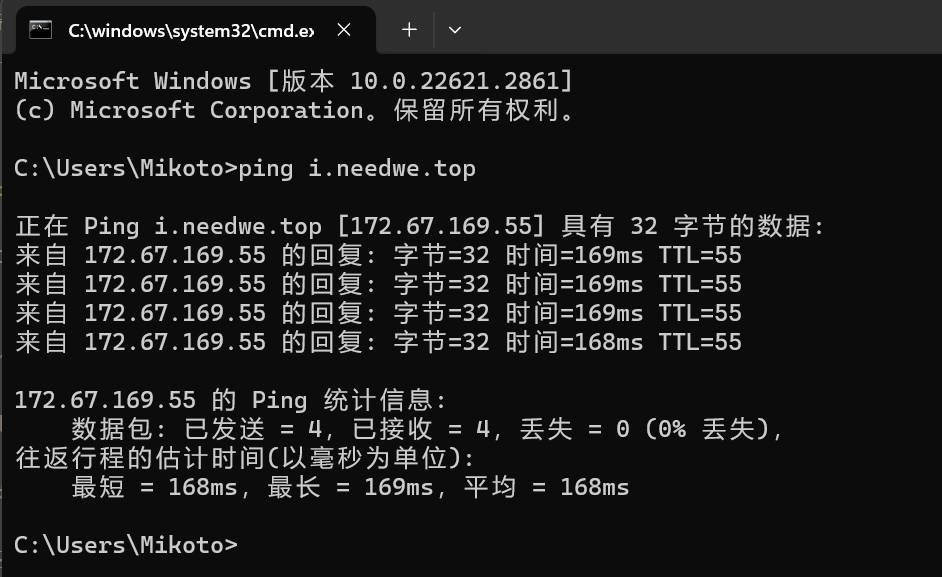 C:\windows\system32\cmd.ex
Microsoft Windows [版本 10.0.22621.2861]
(c) Microsoft Corporation。保留所有权利。
C:\Users\Mikoto>ping i.needwe.top
正在 Ping i.needwe.top [172.67.169.55] 具有 32 字节的数据:
来自 172.67.169.55 的回复: 字节=32 时间=169ms TTL=55
来自 172.67.169.55 的回复: 字节=32 时间=169ms TTL=55
来自 172.67.169.55 的回复: 字节=32 时间=169ms TTL=55
来自 172.67.169.55 的回复: 字节=32 时间=168ms TTL=55
172.67.169.55 的 Ping 统计信息:
    数据包: 已发送 = 4, 已接收 = 4, 丢失 = 0 (0% 丢失),
往返行程的估计时间(以毫秒为单位):
    最短 = 168ms, 最长 = 169ms, 平均 = 168ms
C:\Users\Mikoto>